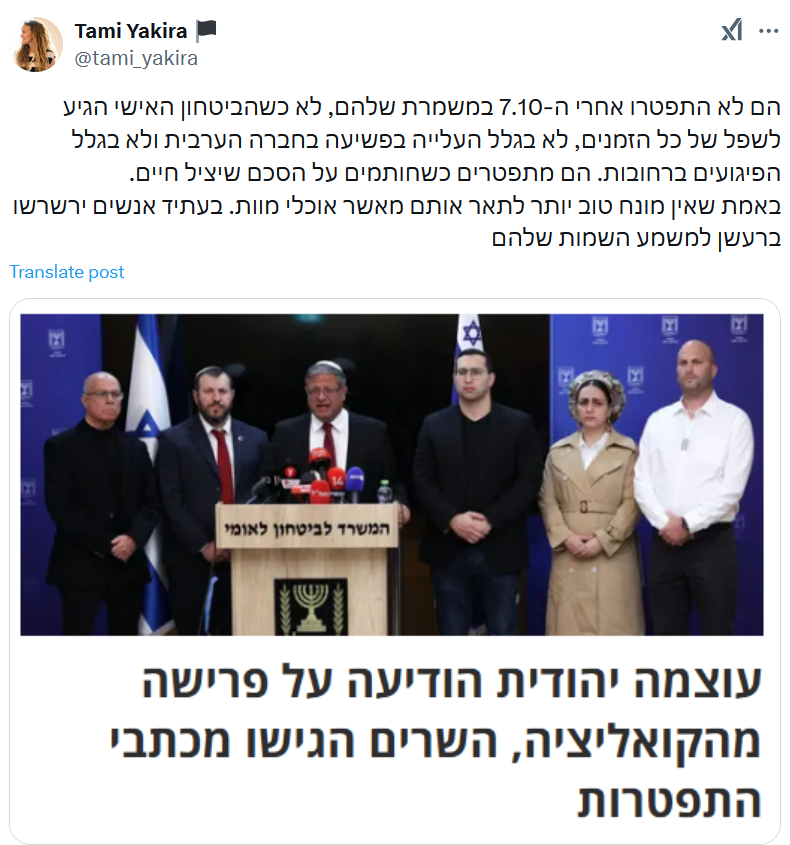 Tami Yakira
@tami_yakira
הם לא התפטרו אחרי ה-7.10 במשמרת שלהם, לא כשהביטחון האישי הגיע
לשפל של כל הזמנים, לא בגלל העלייה בפשיעה בחברה הערבית ולא בגלל
הפיגועים ברחובות. הם מתפטרים כשחותמים על הסכם שיציל חיים.
באמת שאין מונח טוב יותר לתאר אותם מאשר אוכלי מוות. בעתיד אנשים ירשרשו
ברעשן למשמע השמות שלהם
Translate post
14
המשרד לביטחון לאומי
עוצמה יהודית הודיעה על פרישה
מהקואליציה, השרים הגישו מכתבי
התפטרות